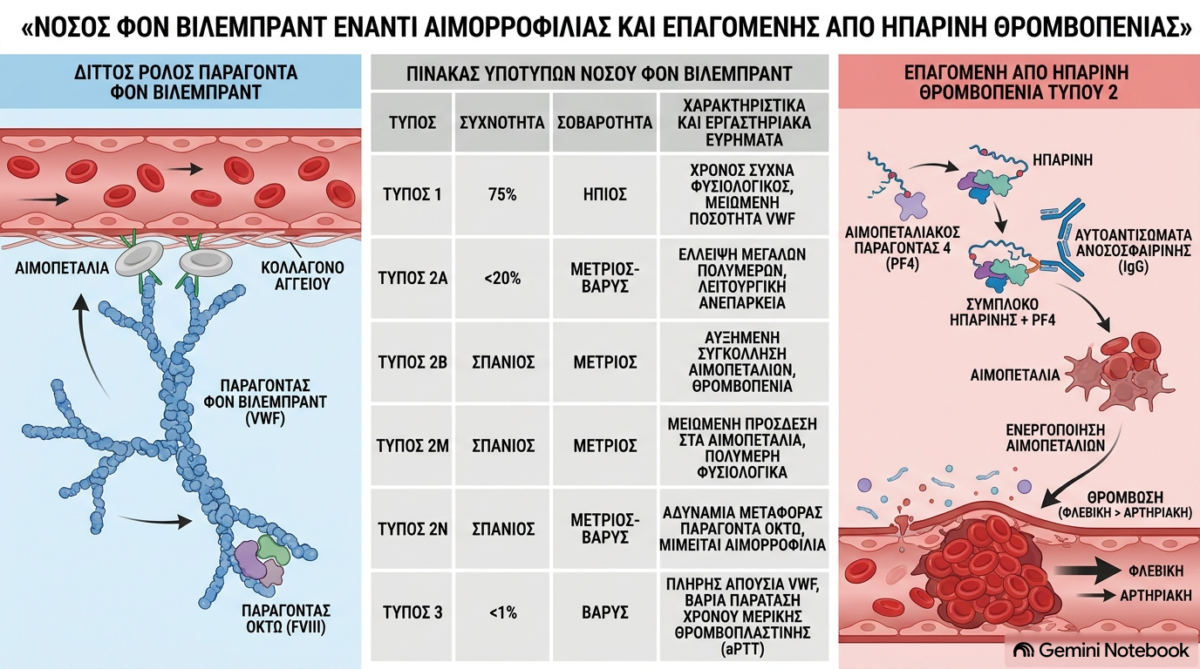 «ΝΟΣΟΣ ΦΟΝ ΒΙΛΕΜΠΡΑΝΤ ΕΝΑΝΤΙ ΑΙΜΟΡΡΟΦΙΛΙΑΣ ΚΑΙ ΕΠΑΓΟΜΕΝΗΣ ΑΠΟ ΗΠΑΡΙΝΗ ΘΡΟΜΒΟΠΕΝΙΑΣ»
ΔΙΤΤΟΣ ΡΟΛΟΣ ΠΑΡΑΓΟΝΤΑ
ΦΟΝ ΒΙΛΕΜΠΡΑΝΤ
ΑΙΜΟΠΕΤΑΛΙΑ
ΚΟΛΛΑΓΟΝΟ
ΑΓΓΕΙΟΥ
ΠΑΡΑΓΟΝΤΑΣ
ΦΟΝ ΒΙΛΕΜΠΡΑΝΤ
(VWF)
ΠΑΡΑΓΟΝΤΑΣ
ΟΚΤΩ (FVIII)
ΠΙΝΑΚΑΣ ΥΠΟΤΥΠΩΝ ΝΟΣΟΥ ΦΟΝ ΒΙΛΕΜΠΡΑΝΤ
ΤΥΠΟΣ
ΣΥΧΝΟΤΗΤΑ
ΣΟΒΑΡΟΤΗΤΑ
ΧΑΡΑΚΤΗΡΙΣΤΙΚΑ
ΚΑΙ ΕΡΓΑΣΤΗΡΙΑΚΑ
ΕΥΡΗΜΑΤΑ
ΤΥΠΟΣ 1
75%
ΗΠΙΟΣ
ΧΡΟΝΟΣ ΣΥΧΝΑ
ΦΥΣΙΟΛΟΓΙΚΟΣ,
ΜΕΙΩΜΕΝΗ
ΠΟΣΟΤΗΤΑ VWF
ΤΥΠΟΣ 2A
<20%
ΜΕΤΡΙΟΣ-
ΒΑΡΥΣ
ΕΛΛΕΙΨΗ ΜΕΓΑΛΩΝ
ΠΟΛΥΜΕΡΩΝ,
ΛΕΙΤΟΥΡΓΙΚΗ
ΑΝΕΠΑΡΚΕΙΑ
ΤΥΠΟΣ 2B
ΣΠΑΝΙΟΣ
ΜΕΤΡΙΟΣ
ΑΥΞΗΜΕΝΗ
ΣΥΓΚΟΛΛΗΣΗ
ΑΙΜΟΠΕΤΑΛΙΩΝ,
ΘΡΟΜΒΟΠΕΝΙΑ
ΤΥΠΟΣ 2M
ΣΠΑΝΙΟΣ
ΜΕΤΡΙΟΣ
ΜΕΙΩΜΕΝΗ ΠΡΟΣΔΕΣΗ
ΣΤΑ ΑΙΜΟΠΕΤΑΛΙΑ,
ΠΟΛΥΜΕΡΗ
ΦΥΣΙΟΛΟΓΙΚΑ
ΤΥΠΟΣ 2N
ΣΠΑΝΙΟΣ
ΜΕΤΡΙΟΣ-
ΒΑΡΥΣ
ΑΔΥΝΑΜΙΑ ΜΕΤΑΦΟΡΑΣ
ΠΑΡΑΓΟΝΤΑ ΟΚΤΩ,
ΜΙΜΕΙΤΑΙ ΑΙΜΟΡΡΟΦΙΛΙΑ
ΤΥΠΟΣ 3
<1%
ΒΑΡΥΣ
ΠΛΗΡΗΣ ΑΠΟΥΣΙΑ VWF,
ΒΑΡΙΑ ΠΑΡΑΤΑΣΗ
ΧΡΟΝΟΥ ΜΕΡΙΚΗΣ
ΘΡΟΜΒΟΠΛΑΣΤΙΝΗΣ
(aPTT)
ΕΠΑΓΟΜΕΝΗ ΑΠΟ ΗΠΑΡΙΝΗ
ΘΡΟΜΒΟΠΕΝΙΑ ΤΥΠΟΥ 2
ΗΠΑΡΙΝΗ
ΑΙΜΟΠΕΤΑΛΙΑΚΟΣ
ΠΑΡΑΓΟΝΤΑΣ 4
(PF4)
ΑΥΤΟΑΝΤΙΣΩΜΑΤΑ
ΑΝΟΣΟΣΦΑΙΡΙΝΗΣ
(IgG)
ΣΥΜΠΛΟΚΟ
ΗΠΑΡΙΝΗΣ + PF4
ΑΙΜΟΠΕΤΑΛΙΑ
ΕΝΕΡΓΟΠΟΙΗΣΗ
ΑΙΜΟΠΕΤΑΛΙΩΝ
ΘΡΟΜΒΩΣΗ
(ΦΛΕΒΙΚΗ > ΑΡΤΗΡΙΑΚΗ)
ΦΛΕΒΙΚΗ
ΑΡΤΗΡΙΑΚΗ
Gemini Notebook